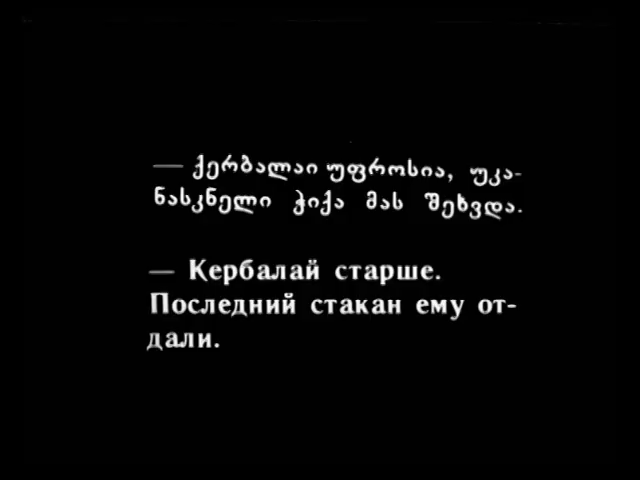 — ქერბალაი უფროსია, უკა-
ნასკნელი ჭიქა მას შეხვდა.
— Кербалай старше.
Последний стакан ему от-
дали.